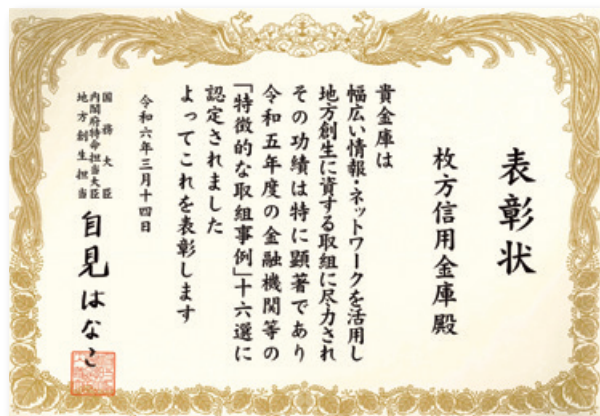 表彰状
枚方信用金庫殿
貴金庫は
幅広い情報・ネットワークを活用し
地方創生に資する取組に尽力され
その功績は特に顕著であり
令和五年度の金融機関等の
「特徴的な取組事例」十六選に
認定されました
よってこれを表彰します
令和六年三月十四日
国務大臣
内閣府特命担当大臣
地方創生担当
自見はなこ